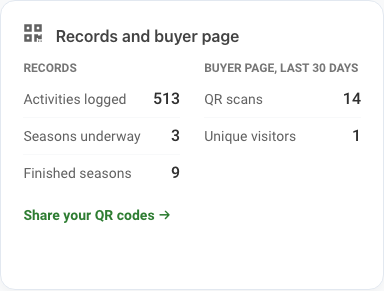 Records and buyer page
RECORDS
Activities logged 513
Seasons underway 3
Finished seasons 9
BUYER PAGE, LAST 30 DAYS
QR scans 14
Unique visitors 1
Share your QR codes →